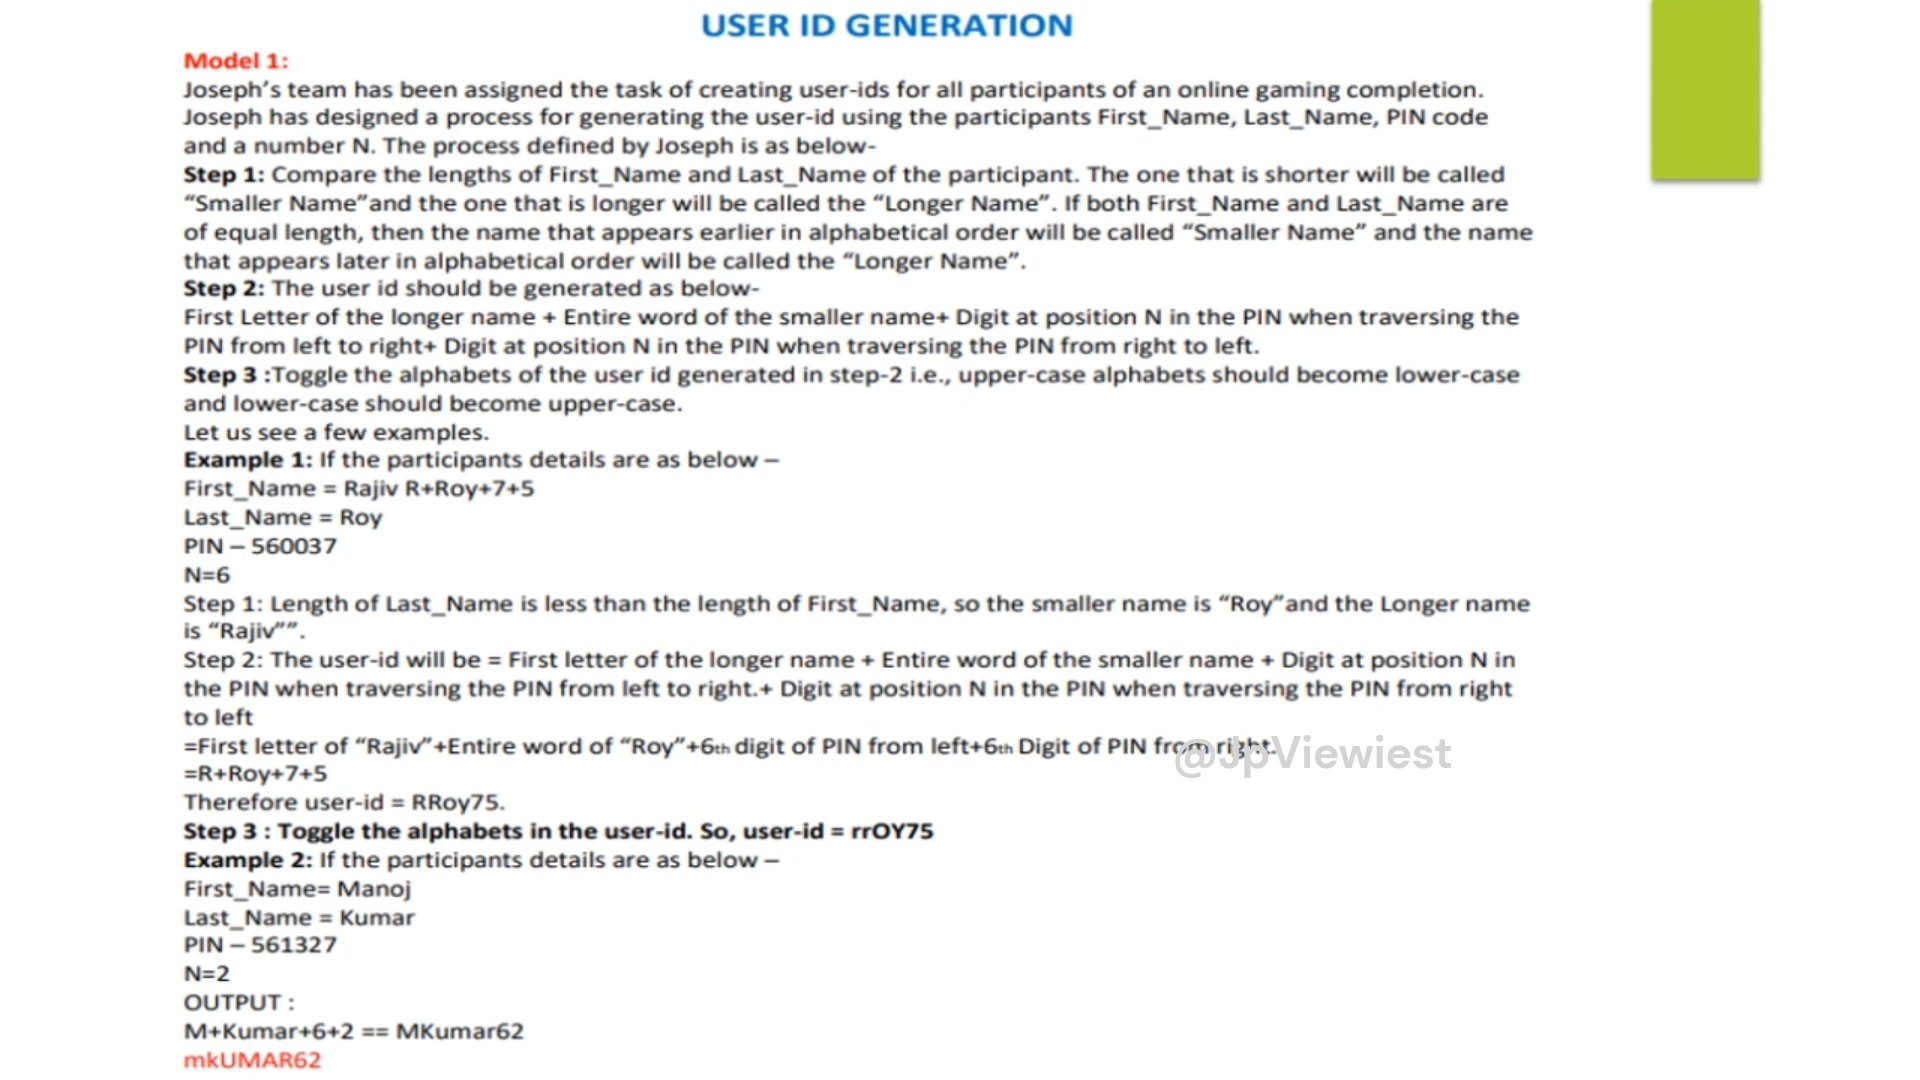 USER ID GENERATION
Model 1:
Joseph’s team has been assigned the task of creating user-ids for all participants of an online gaming completion.
Joseph has designed a process for generating the user-id using the participants First_Name, Last_Name, PIN code
and a number N. The process defined by Joseph is as below-
Step 1: Compare the lengths of First_Name and Last_Name of the participant. The one that is shorter will be called
“Smaller Name”and the one that is longer will be called the “Longer Name”. If both First_Name and Last_Name are
of equal length, then the name that appears earlier in alphabetical order will be called “Smaller Name” and the name
that appears later in alphabetical order will be called the “Longer Name”.
Step 2: The user id should be generated as below-
First Letter of the longer name + Entire word of the smaller name+ Digit at position N in the PIN when traversing the
PIN from left to right+ Digit at position N in the PIN when traversing the PIN from right to left.
Step 3 :Toggle the alphabets of the user id generated in step-2 i.e., upper-case alphabets should become lower-case
and lower-case should become upper-case.
Let us see a few examples.
Example 1: If the participants details are as below –
First_Name = Rajiv R+Roy+7+5
Last_Name = Roy
PIN – 560037
N=6
Step 1: Length of Last_Name is less than the length of First_Name, so the smaller name is “Roy”and the Longer name
is “Rajiv””.
Step 2: The user-id will be = First letter of the longer name + Entire word of the smaller name + Digit at position N in
the PIN when traversing the PIN from left to right.+ Digit at position N in the PIN when traversing the PIN from right
to left
=First letter of “Rajiv”+Entire word of “Roy”+6th digit of PIN from left+6th Digit of PIN from right.
@JpViewiest
=R+Roy+7+5
Therefore user-id = RRoy75.
Step 3 : Toggle the alphabets in the user-id. So, user-id = rrOY75
Example 2: If the participants details are as below –
First_Name= Manoj
Last_Name = Kumar
PIN – 561327
N=2
OUTPUT :
M+Kumar+6+2 == MKumar62
mkUMAR62